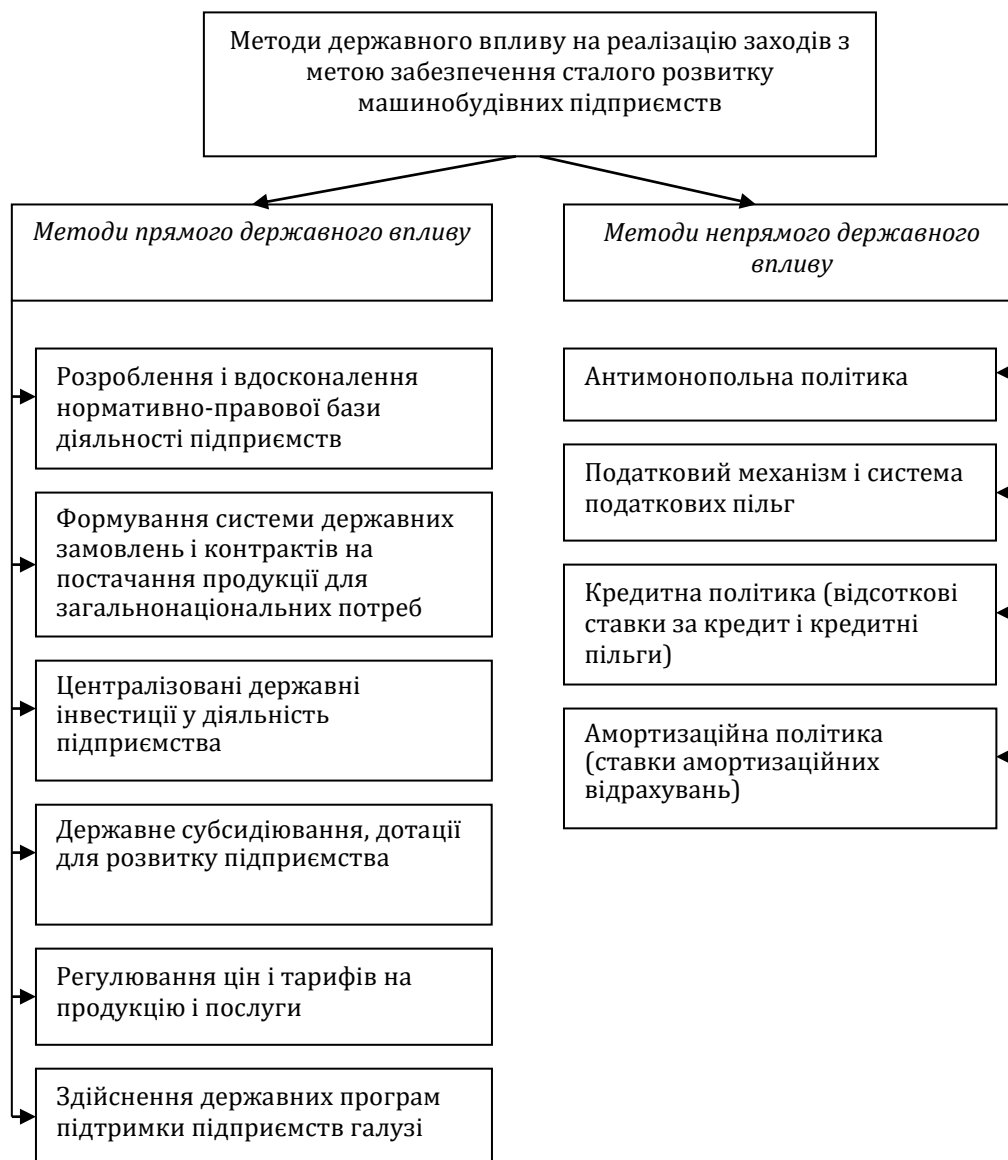 Методи державного впливу на реалізацію заходів з
метою забезпечення сталого розвитку
машинобудівних підприємств
Методи прямого державного впливу
Методи непрямого державного
впливу
Розроблення і вдосконалення
нормативно-правової бази
діяльності підприємств
Формування системи державних
замовлень і контрактів на
постачання продукції для
загальнонаціональних потреб
Централізовані державні
інвестиції у діяльність
підприємства
Державне субсидіювання, дотації
для розвитку підприємства
Регулювання цін і тарифів на
продукцію і послуги
Здійснення державних програм
підтримки підприємств галузі
Антимонопольна політика
Податковий механізм і система
податкових пільг
Кредитна політика (відсоткові
ставки за кредит і кредитні
пільги)
Амортизаційна політика
(ставки амортизаційних
відрахувань)